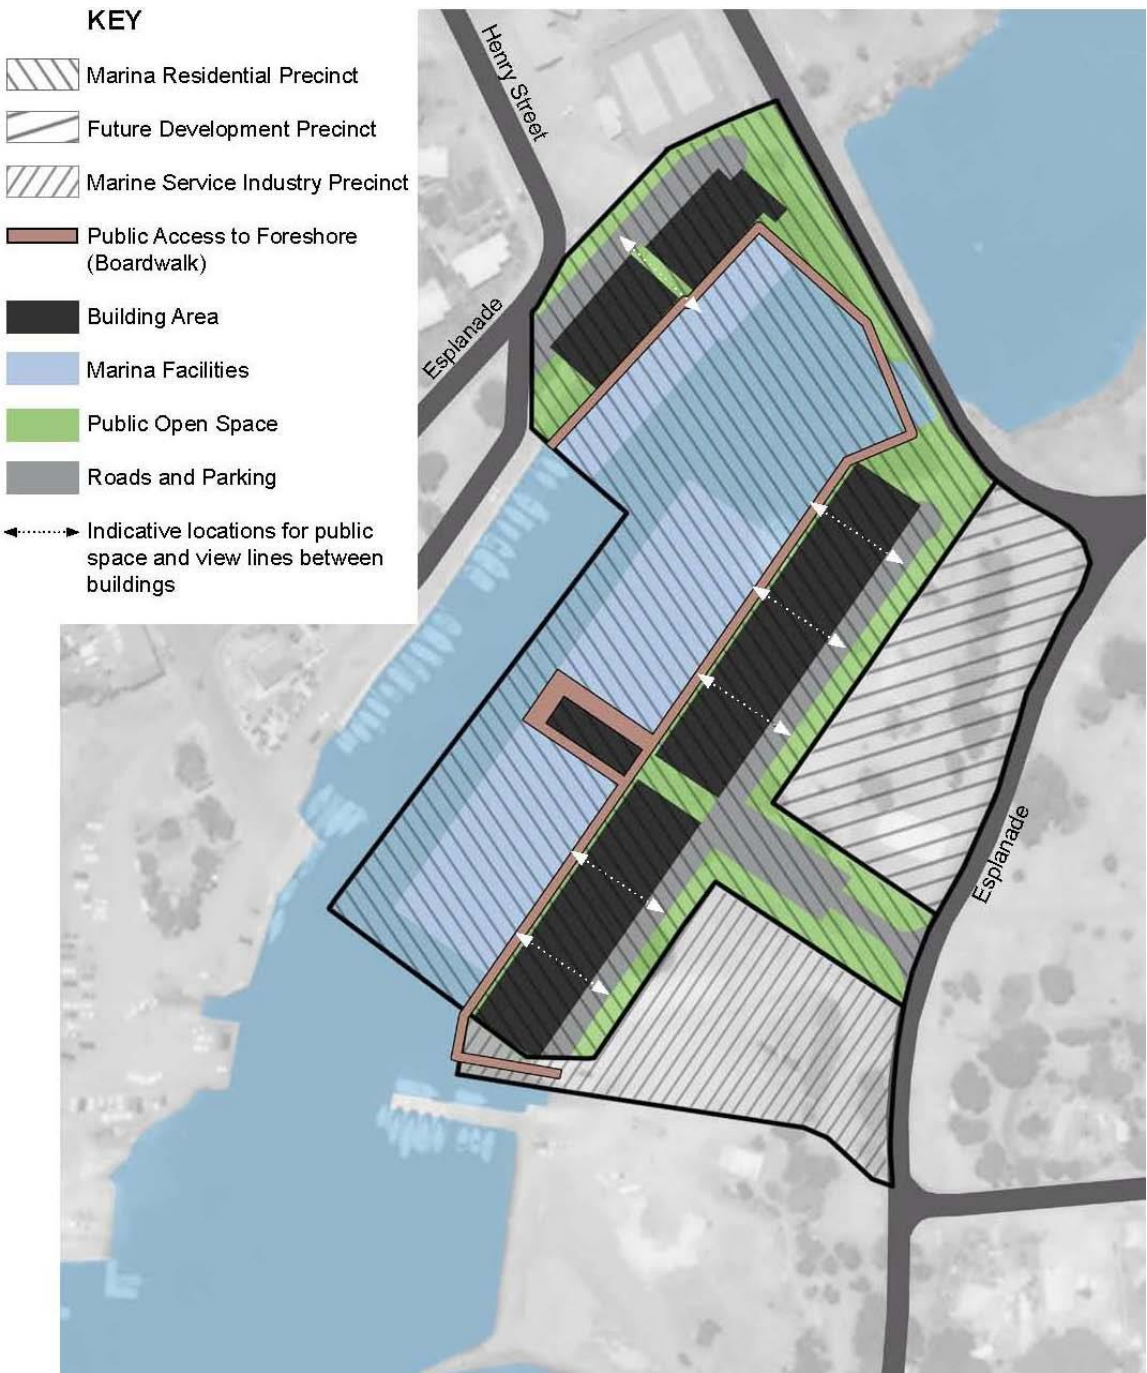 KEY
Marina Residential Precinct
Future Development Precinct
Marine Service Industry Precinct
Public Access to Foreshore
(Boardwalk)
Building Area
Marina Facilities
Public Open Space
Roads and Parking
Indicative locations for public
space and view lines between
buildings
Henry Street
Esplanade
Esplanade